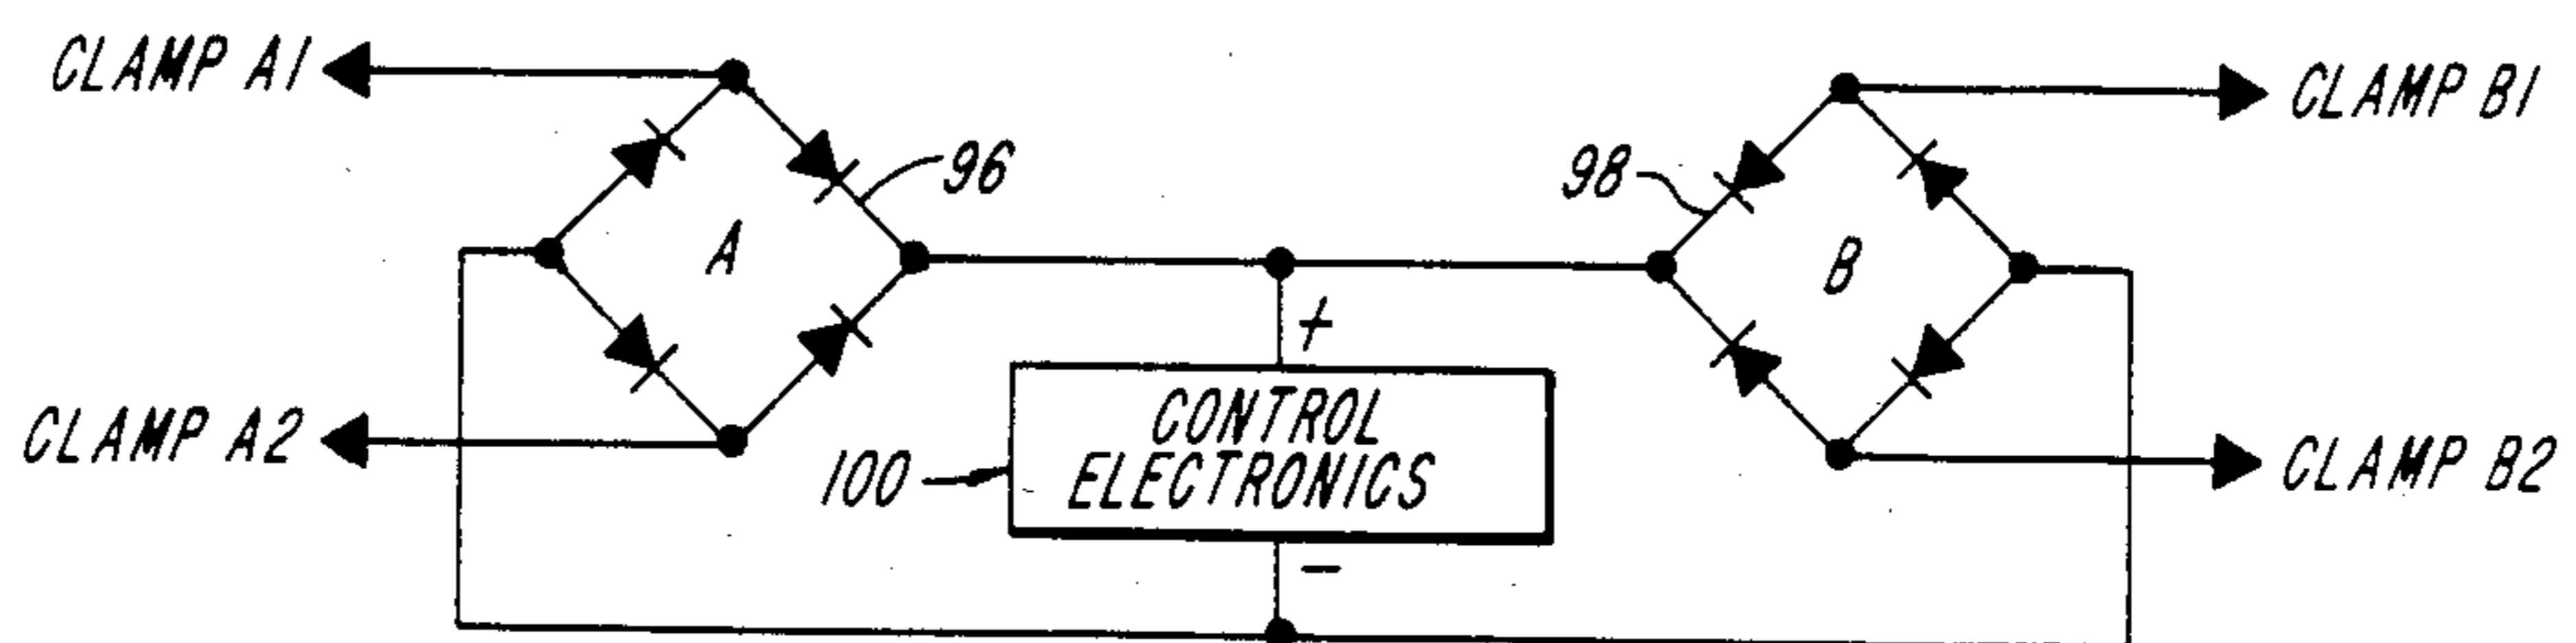 CLAMP A1
CLAMP B1
96
98
A
B
+
CONTROL
ELECTRONICS
CLAMP A2
100
CLAMP B2
-